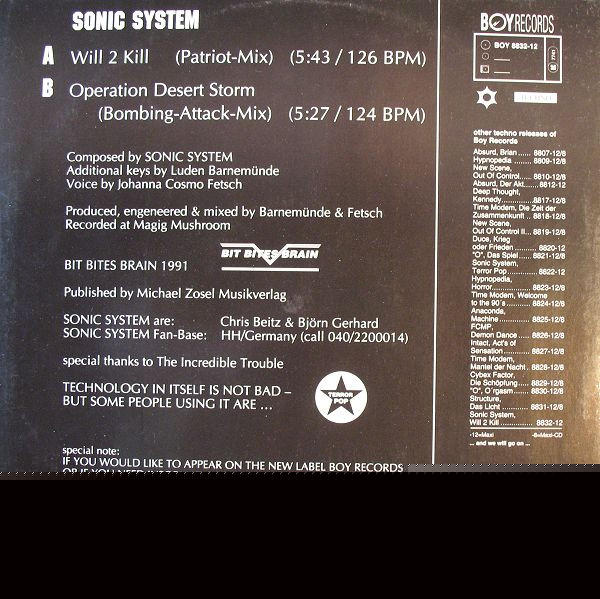 SONIC SYSTEM
A Will 2 Kill (Patriot-Mix) (5:43 / 126 BPM)
B Operation Desert Storm
(Bombing-Attack-Mix) (5:27 / 124 BPM)
Composed by SONIC SYSTEM
Additional keys by Luden Barnemünde
Voice by Johanna Cosmo Fetsch
Produced, engeneered & mixed by Barnemünde & Fetsch
Recorded at Magig Mushroom
BIT BITES BRAIN
BIT BITES BRAIN 1991
Published by Michael Zosel Musikverlag
SONIC SYSTEM are: Chris Beitz & Björn Gerhard
SONIC SYSTEM Fan-Base: HH/Germany (call 040/2200014)
special thanks to The Incredible Trouble
TECHNOLOGY IN ITSELF IS NOT BAD –
BUT SOME PEOPLE USING IT ARE ...
TERROR
POP
special note:
IF YOU WOULD LIKE TO APPEAR ON THE NEW LABEL BOY RECORDS
BOY RECORDS
BOY 8832-12
TECHNO
other techno releases of
Boy Records
Absurd, Brian ...... 8807-12/8
Hypnopedia ....... 8809-12/8
New Scene,
Out Of Control..... 8810-12/8
Absurd, Der Akt.......8812-12
Deep Thought,
Kennedy...........8817-12/8
Time Modem, Die Zeit der
Zusammenkunft .. 8818-12/8
New Scene,
Out Of Control II... 8819-12/8
Duce, Krieg
oder Frieden ........ 8820-12
"O", Das Spiel ..... 8821-12/8
Sonic System,
Terror Pop ............ 8822-12
Hypnopedia,
Horror.............. 8823-12/8
Time Modem, Welcome
to the 90´s ......... 8824-12/8
Anaconda,
Machine ........... 8825-12/8
FCMP,
Demon Dance .... 8826-12/8
Intact, Act's of
Sensation ......... 8827-12/8
Time Modem,
Mantel der Nacht . 8828-12/8
Cybex Factor,
Die Schöpfung..... 8829-12/8
"O", O´rgasm ...... 8830-12/8
Structure,
Das Licht .......... 8831-12/8
Sonic System,
Will 2 Kill ............. 8832-12
-12=Maxi -8=Maxi-CD
... and we will go on ...